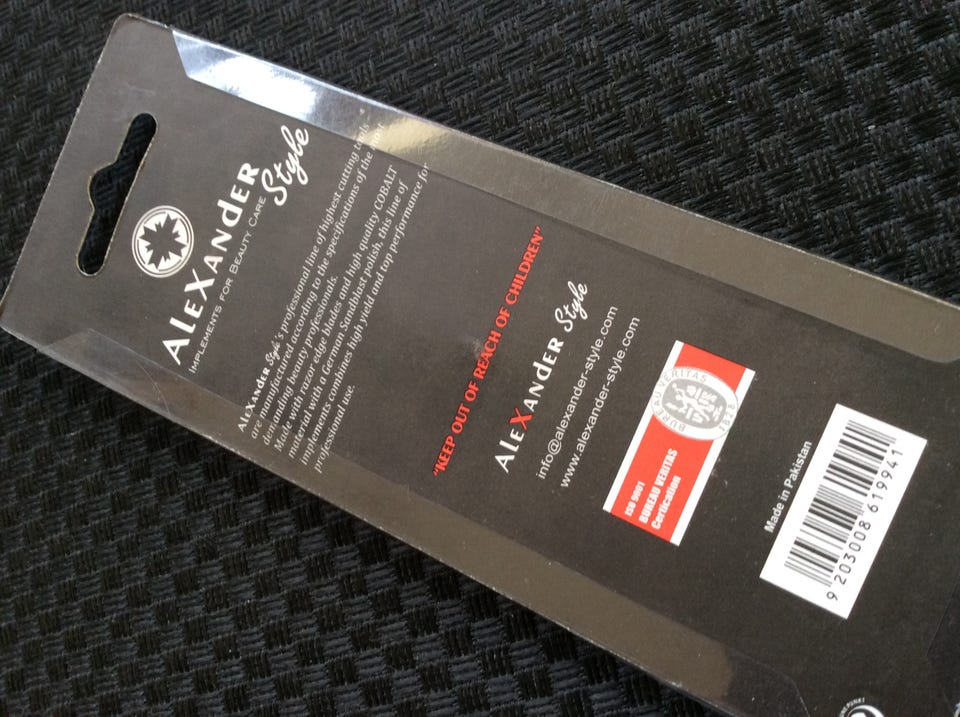 AleXander
Style
Implements for Beauty Care
AleXander Style's professional line of highest cutting tools
are manufactured according to the specifications of the most
demanding beauty professionals.
Made with razor edge blades and high quality COBALT
material with a German Sandblast polish, this line of
implements combines high yield and top performance for
professional use.
"KEEP OUT OF REACH OF CHILDREN"
AleXander Style
info@alexander-style.com
www.alexander-style.com
ISO 9001
BUREAU VERITAS
Certication
BUREAU VERITAS
1828
Made in Pakistan
9 203008 619941